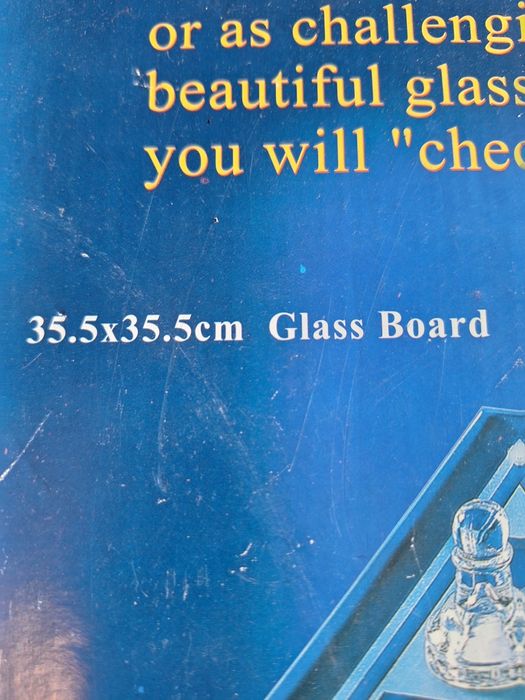 or as challengi
beautiful glass
you will "chec
35.5x35.5cm Glass Board